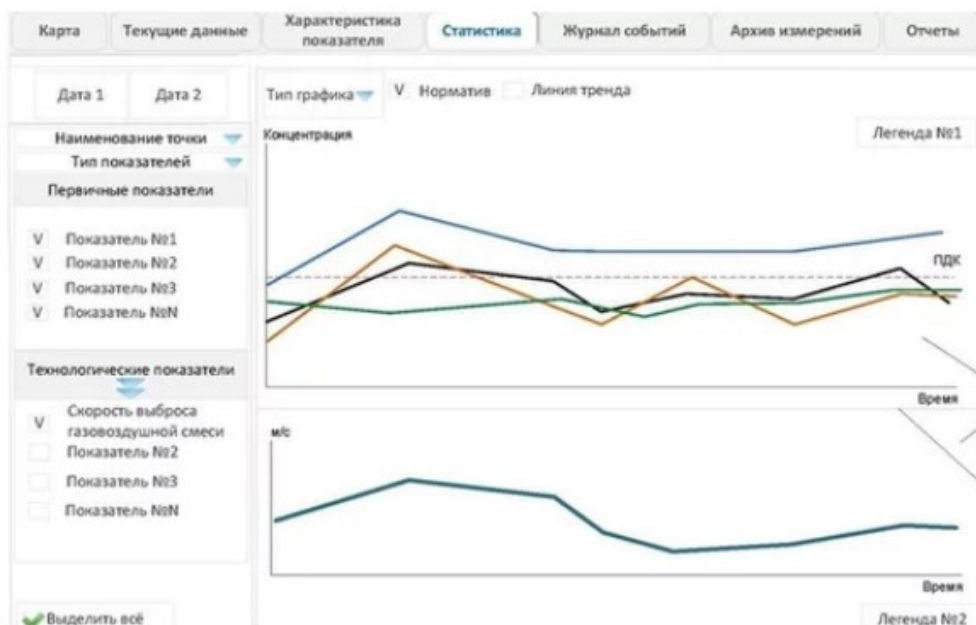 Карта
Текущие данные
Характеристика
показателя
Статистика
Журнал событий
Архив измерений
Отчеты
Дата 1
Дата 2
Тип графика
V Норматив
Линия тренда
Наименование точки
Тип показателей
Первичные показатели
V Показатель №1
V Показатель №2
V Показатель №3
V Показатель №N
Технологические показатели
V Скорость выброса
газовоздушной смеси
Показатель №2
Показатель №3
Показатель №N
Выделить всё
Концентрация
Легенда №1
ПДК
Время
м/с
Время
Легенда №2